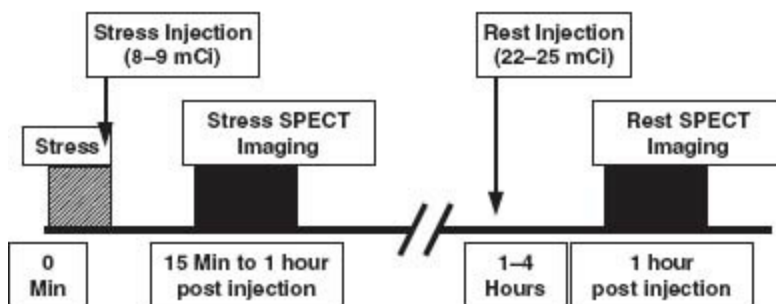 Stress Injection
(8–9 mCi)
Rest Injection
(22–25 mCi)
Stress
Stress SPECT
Imaging
Rest SPECT
Imaging
0
Min
15 Min to 1 hour
post injection
1–4
Hours
1 hour
post injection